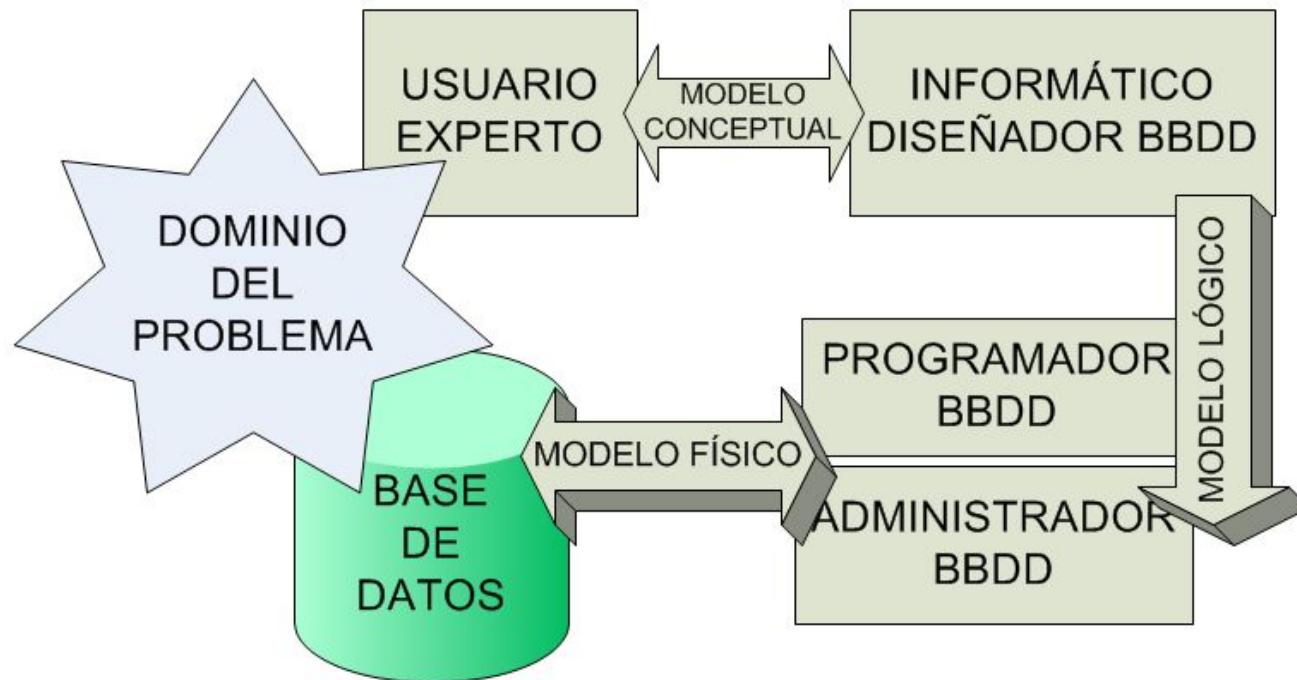 USUARIO
EXPERTO
MODELO
CONCEPTUAL
INFORMÁTICO
DISEÑADOR BBDD
DOMINIO
DEL
PROBLEMA
MODELO LÓGICO
PROGRAMADOR
BBDD
MODELO FÍSICO
BASE
DE
DATOS
ADMINISTRADOR
BBDD